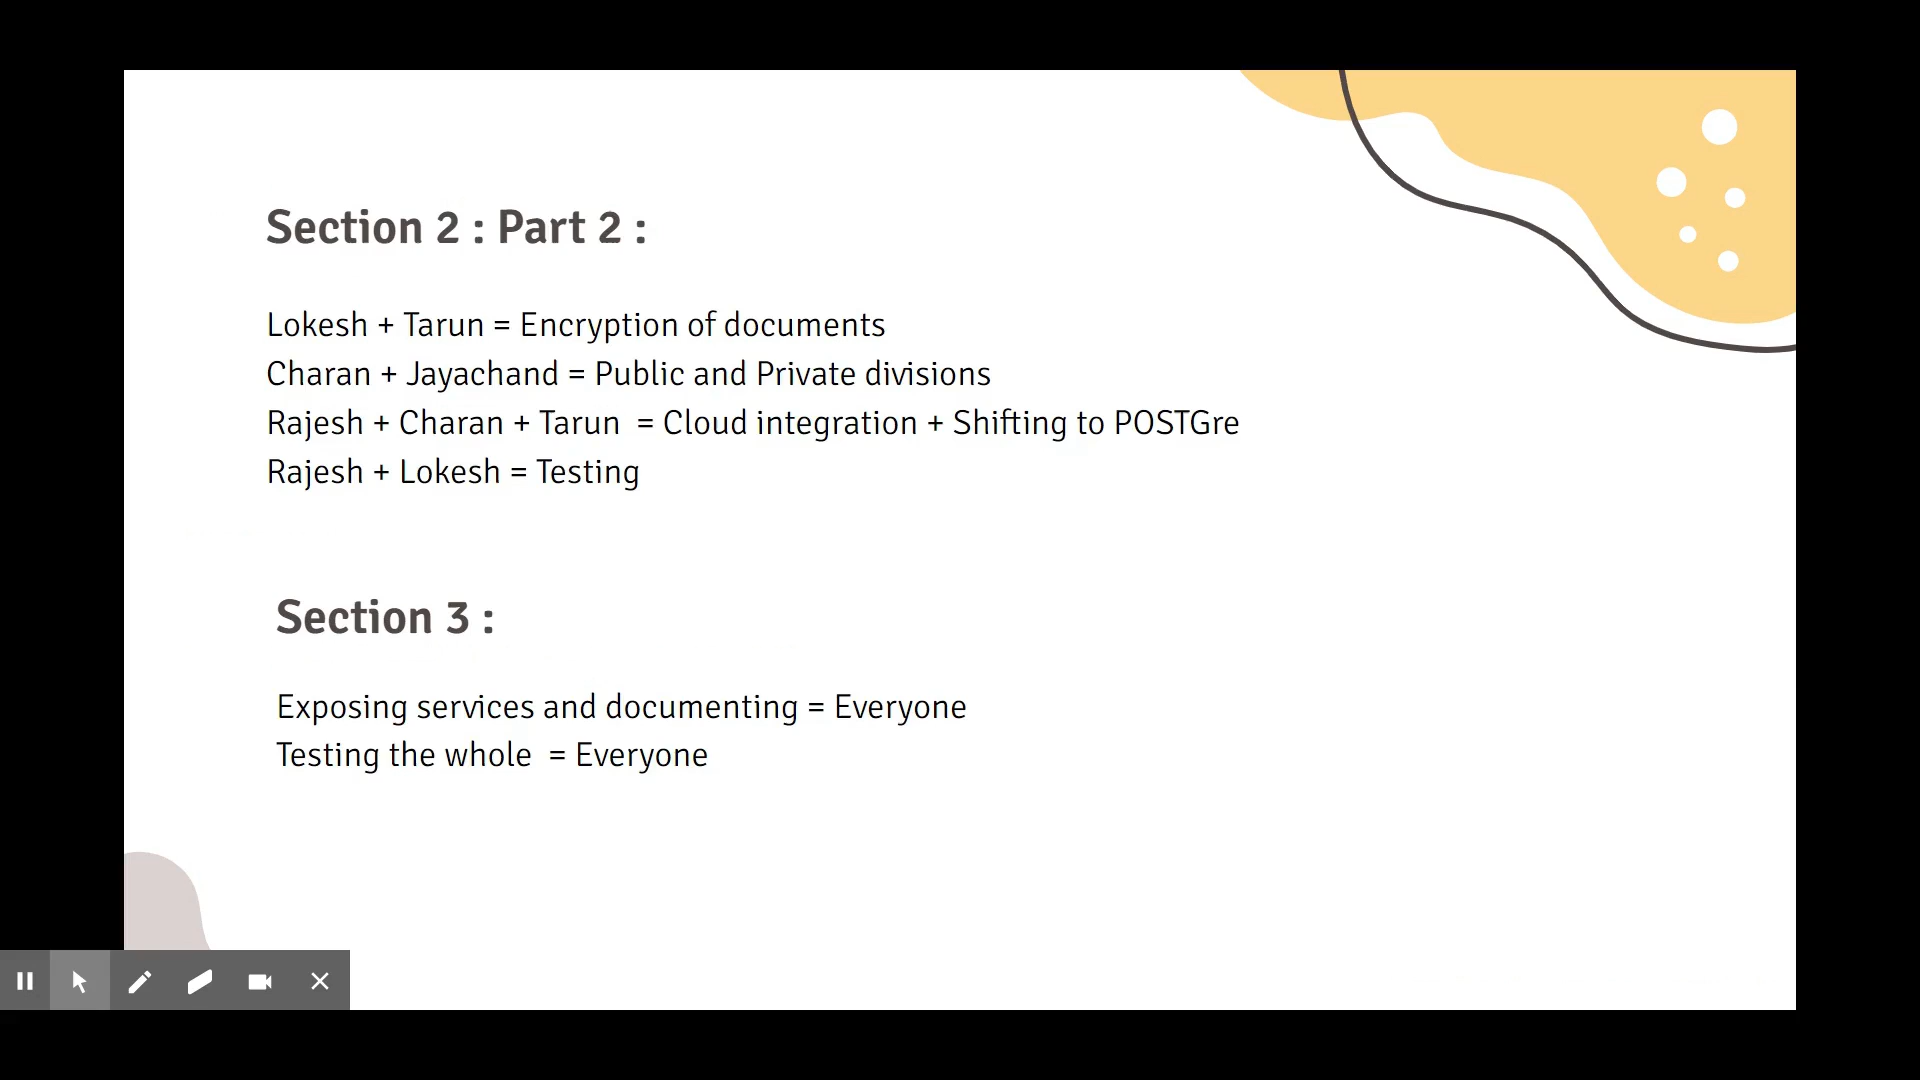 Section 2 : Part 2 :
Lokesh + Tarun = Encryption of documents
Charan + Jayachand = Public and Private divisions
Rajesh + Charan + Tarun  = Cloud integration + Shifting to POSTGre
Rajesh + Lokesh = Testing
Section 3 :
Exposing services and documenting = Everyone
Testing the whole  = Everyone